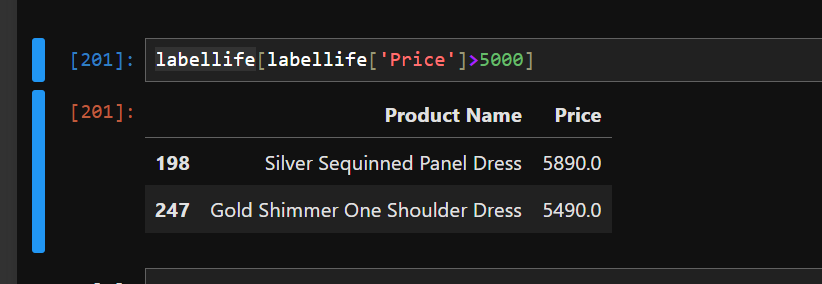 [201]: labellife[labellife['Price']>5000]
[201]:
Product Name Price
198 Silver Sequinned Panel Dress 5890.0
247 Gold Shimmer One Shoulder Dress 5490.0